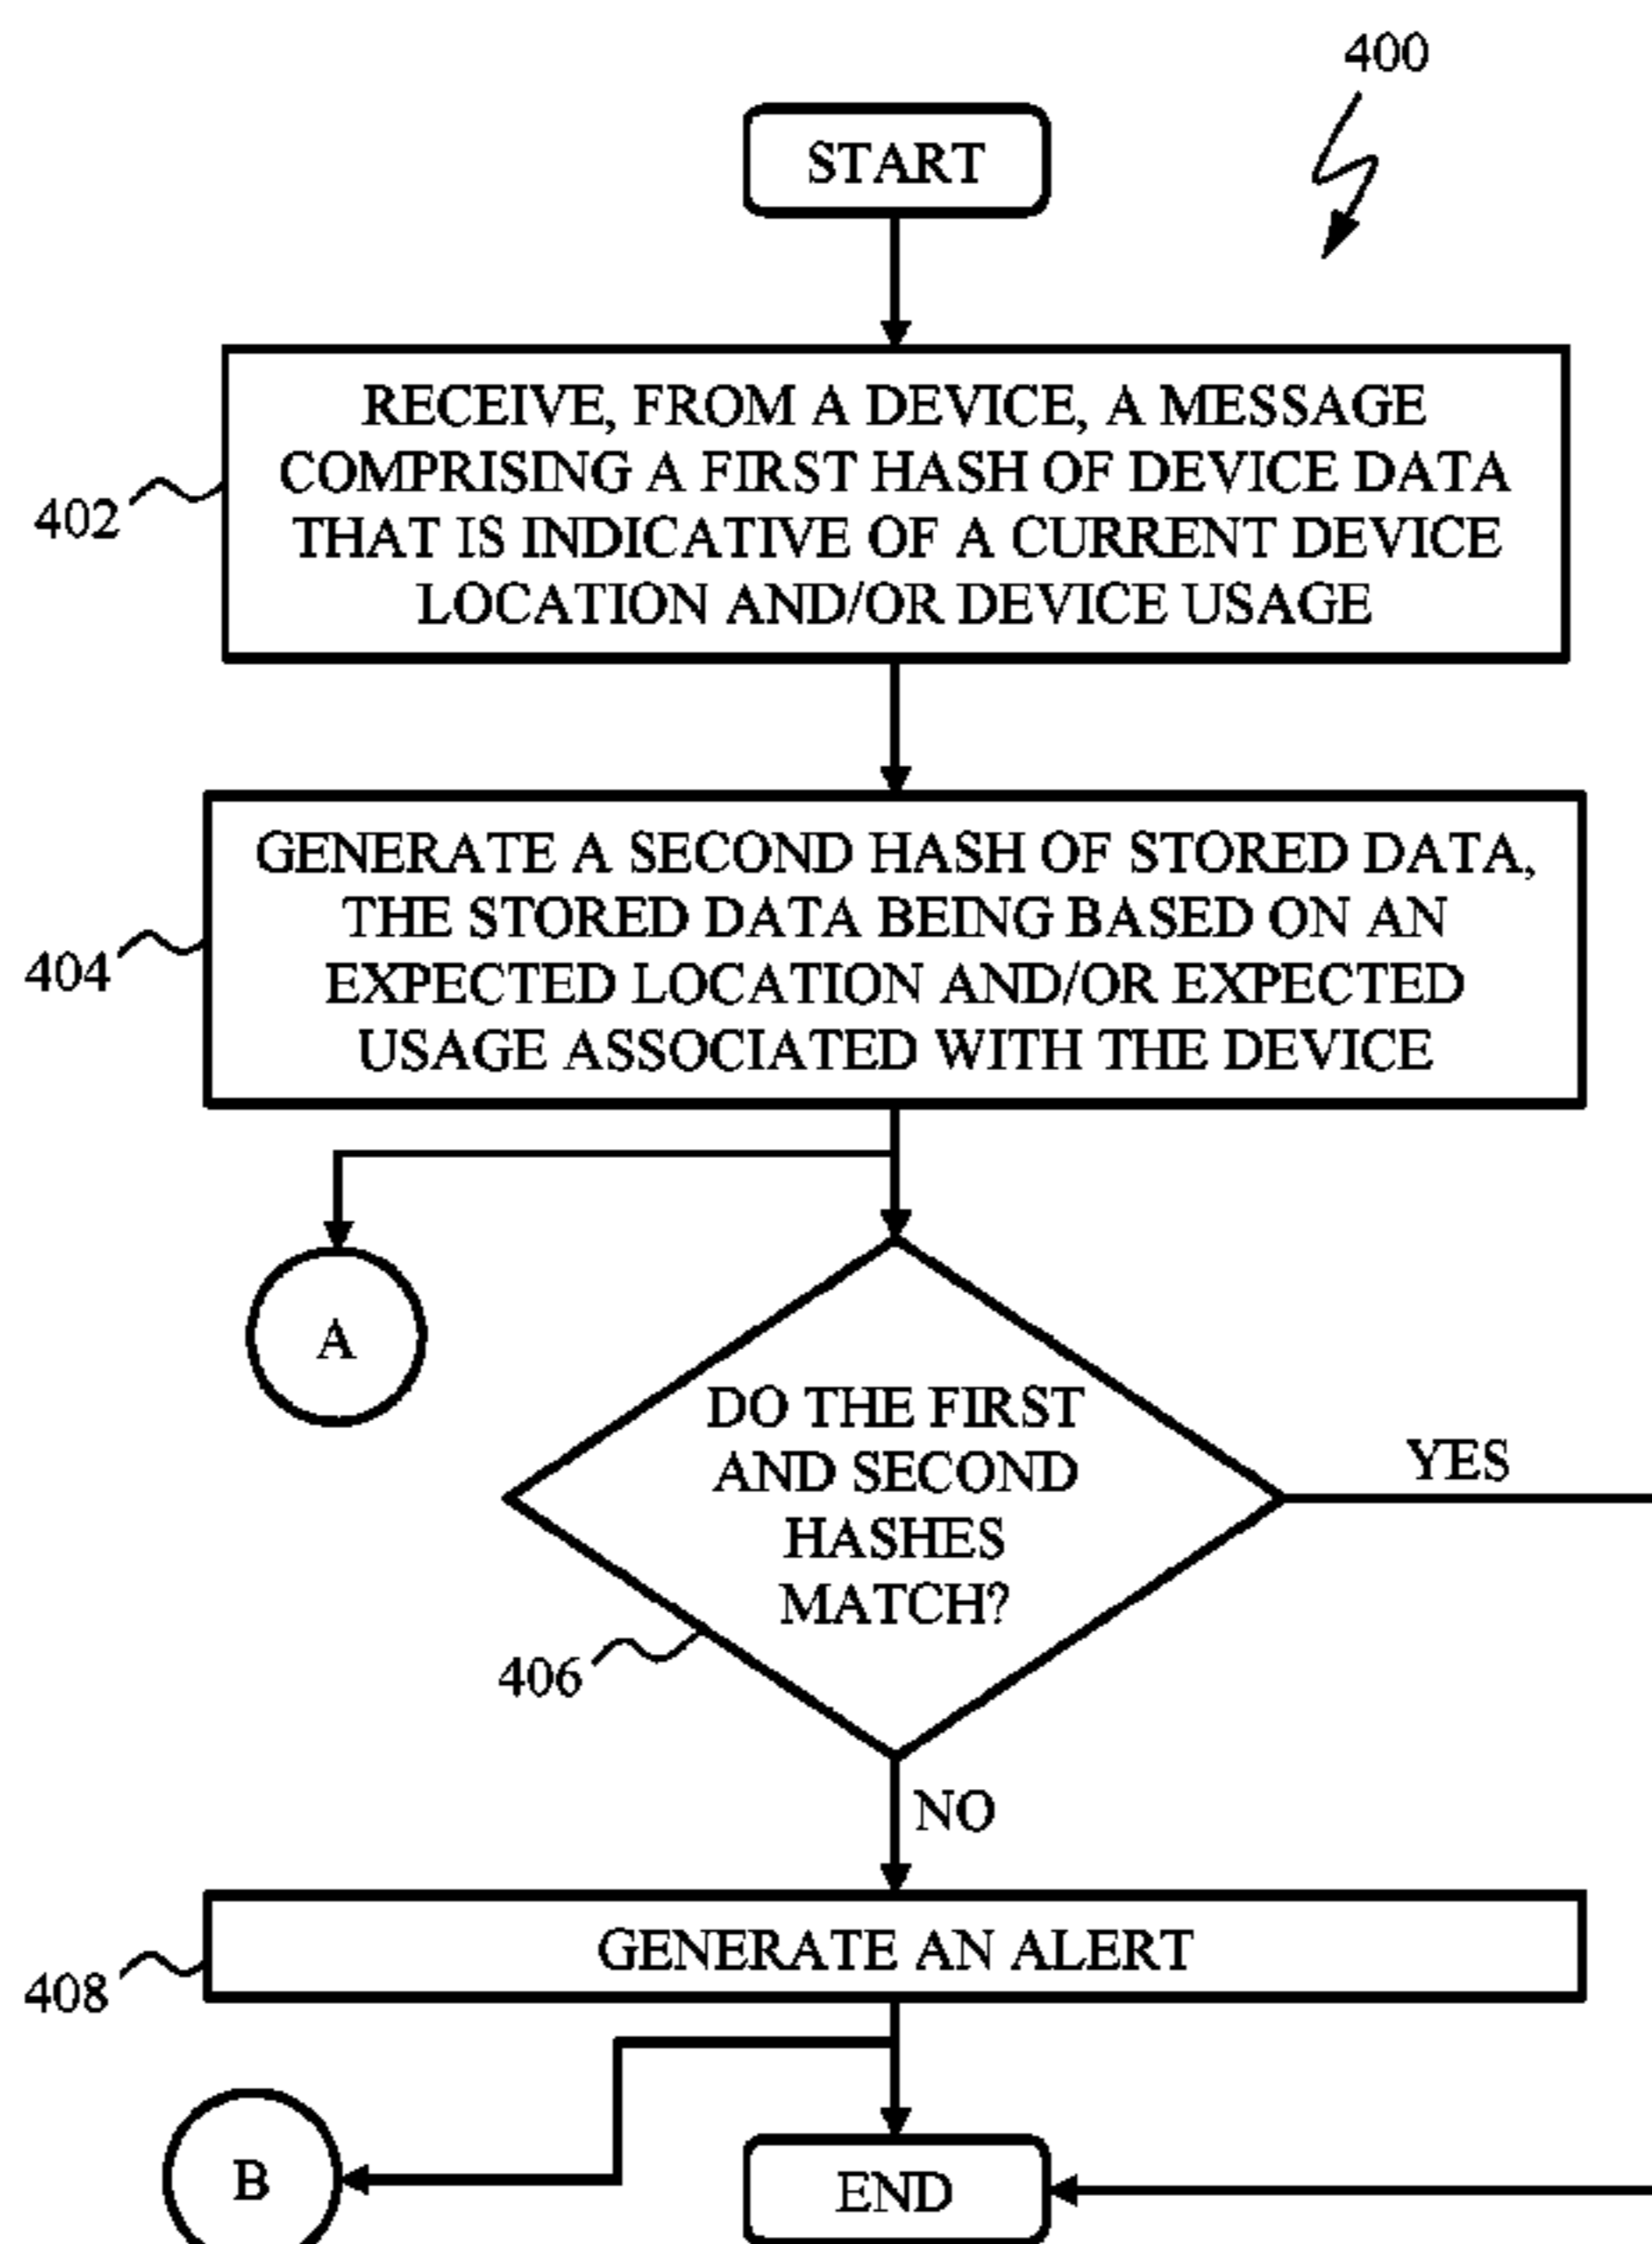 400
START
RECEIVE, FROM A DEVICE, A MESSAGE
COMPRISING A FIRST HASH OF DEVICE DATA
THAT IS INDICATIVE OF A CURRENT DEVICE
LOCATION AND/OR DEVICE USAGE
402
GENERATE A SECOND HASH OF STORED DATA,
THE STORED DATA BEING BASED ON AN
EXPECTED LOCATION AND/OR EXPECTED
USAGE ASSOCIATED WITH THE DEVICE
404
A
DO THE FIRST
AND SECOND
HASHES
MATCH?
YES
406
NO
GENERATE AN ALERT
408
B
END